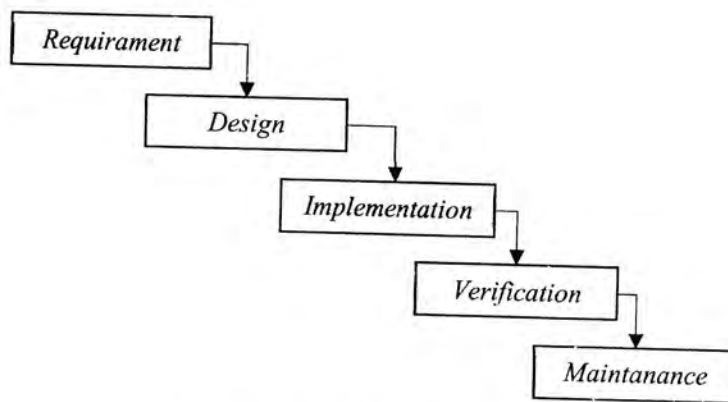 Requirament
Design
Implementation
Verification
Maintanance